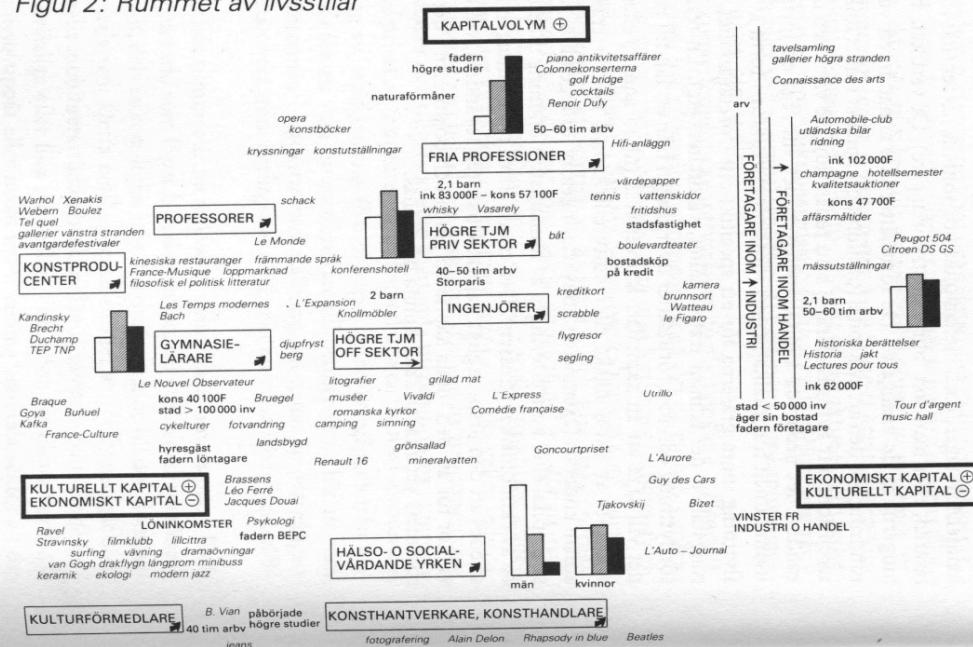 Figur 2: Rummet av livsstilar
KAPITALVOLYM ⊕
fadern
högre studier
naturaförmåner
piano antikvitetsaffärer
Colonnekonserterna
golf bridge
cocktails
Renoir Dufy
50–60 tim arbv
tavelsamling
gallerier högra stranden
Connaissance des arts
arv
opera
konstböcker
kryssningar konstutställningar
FRIA PROFESSIONER
Hifi-anläggn
Automobile-club
utländska bilar
ridning
ink 102 000F
champagne hotellsemester
kvalitetsauktioner
kons 47 700F
affärsmåltider
FÖRETAGARE INOM → INDUSTRI
→ FÖRETAGARE INOM HANDEL
2,1 barn
ink 83 000F – kons 57 100F
whisky Vasarely
värdepapper
tennis vattenskidor
fritidshus
stadsfastighet
Warhol Xenakis
Webern Boulez
Tel quel
gallerier vänstra stranden
avantgardefestivaler
PROFESSORER
schack
Le Monde
HÖGRE TJM
PRIV SEKTOR
båt
boulevardteater
bostadsköp
på kredit
Peugot 504
Citroen DS GS
mässutställningar
KONSTPRODU-
CENTER
kinesiska restauranger främmande språk
France-Musique loppmarknad
filosofisk el politisk litteratur
konferenshotell
40–50 tim arbv
Storparis
2,1 barn
50–60 tim arbv
Les Temps modernes
Bach
. L'Expansion
Knollmöbler
2 barn
INGENJÖRER
kreditkort
scrabble
flygresor
segling
kamera
brunnsort
Watteau
le Figaro
Kandinsky
Brecht
Duchamp
TEP TNP
GYMNASIE-
LÄRARE
djupfryst
berg
HÖGRE TJM
OFF SEKTOR
→
historiska berättelser
Historia jakt
Lectures pour tous
ink 62 000F
Le Nouvel Observateur
kons 40 100F
stad > 100 000 inv
Bruegel
litografier
muséer
grillad mat
Vivaldi
L'Express
Utrillo
romanska kyrkor
Comédie française
cykelturer fotvandring camping simning
Braque
Goya Buñuel
Kafka
France-Culture
stad < 50 000 inv
äger sin bostad
fadern företagare
Tour d'argent
music hall
hyresgäst
fadern löntagare
landsbygd
grönsallad
Renault 16 mineralvatten
Goncourtpriset
L'Aurore
KULTURELLT KAPITAL ⊕
EKONOMISKT KAPITAL ⊖
Brassens
Léo Ferré
Jacques Douai
Guy des Cars
Tjakovskij Bizet
EKONOMISKT KAPITAL ⊕
KULTURELLT KAPITAL ⊖
VINSTER FR
INDUSTRI O HANDEL
LÖNINKOMSTER
Psykologi
fadern BEPC
Ravel
Stravinsky filmklubb lillcittra
surfing vävning dramaövningar
van Gogh drakflygn långprom minibuss
keramik ekologi modern jazz
HÄLSO- O SOCIAL-
VÅRDANDE YRKEN
L'Auto – Journal
män
kvinnor
KULTURFÖRMEDLARE
B. Vian
40 tim arbv
påbörjade
högre studier
jeans
KONSTHANTVERKARE, KONSTHANDLARE
fotografering Alain Delon Rhapsody in blue Beatles